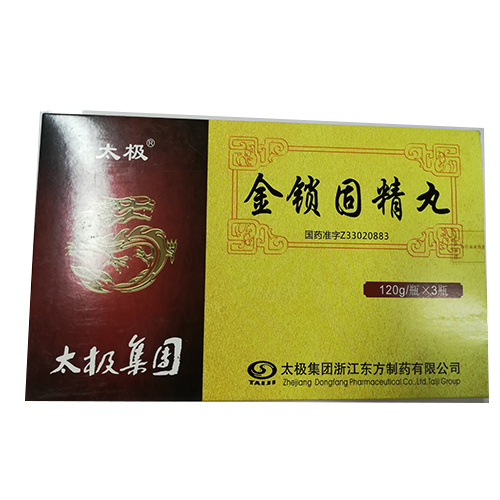 太极®
太极集团
金锁固精丸
国药准字Z33020883
120g/瓶×3瓶
TAIJI
太极集团浙江东方制药有限公司
Zhejiang Dongfang Pharmaceutical Co., Ltd. Taiji Group